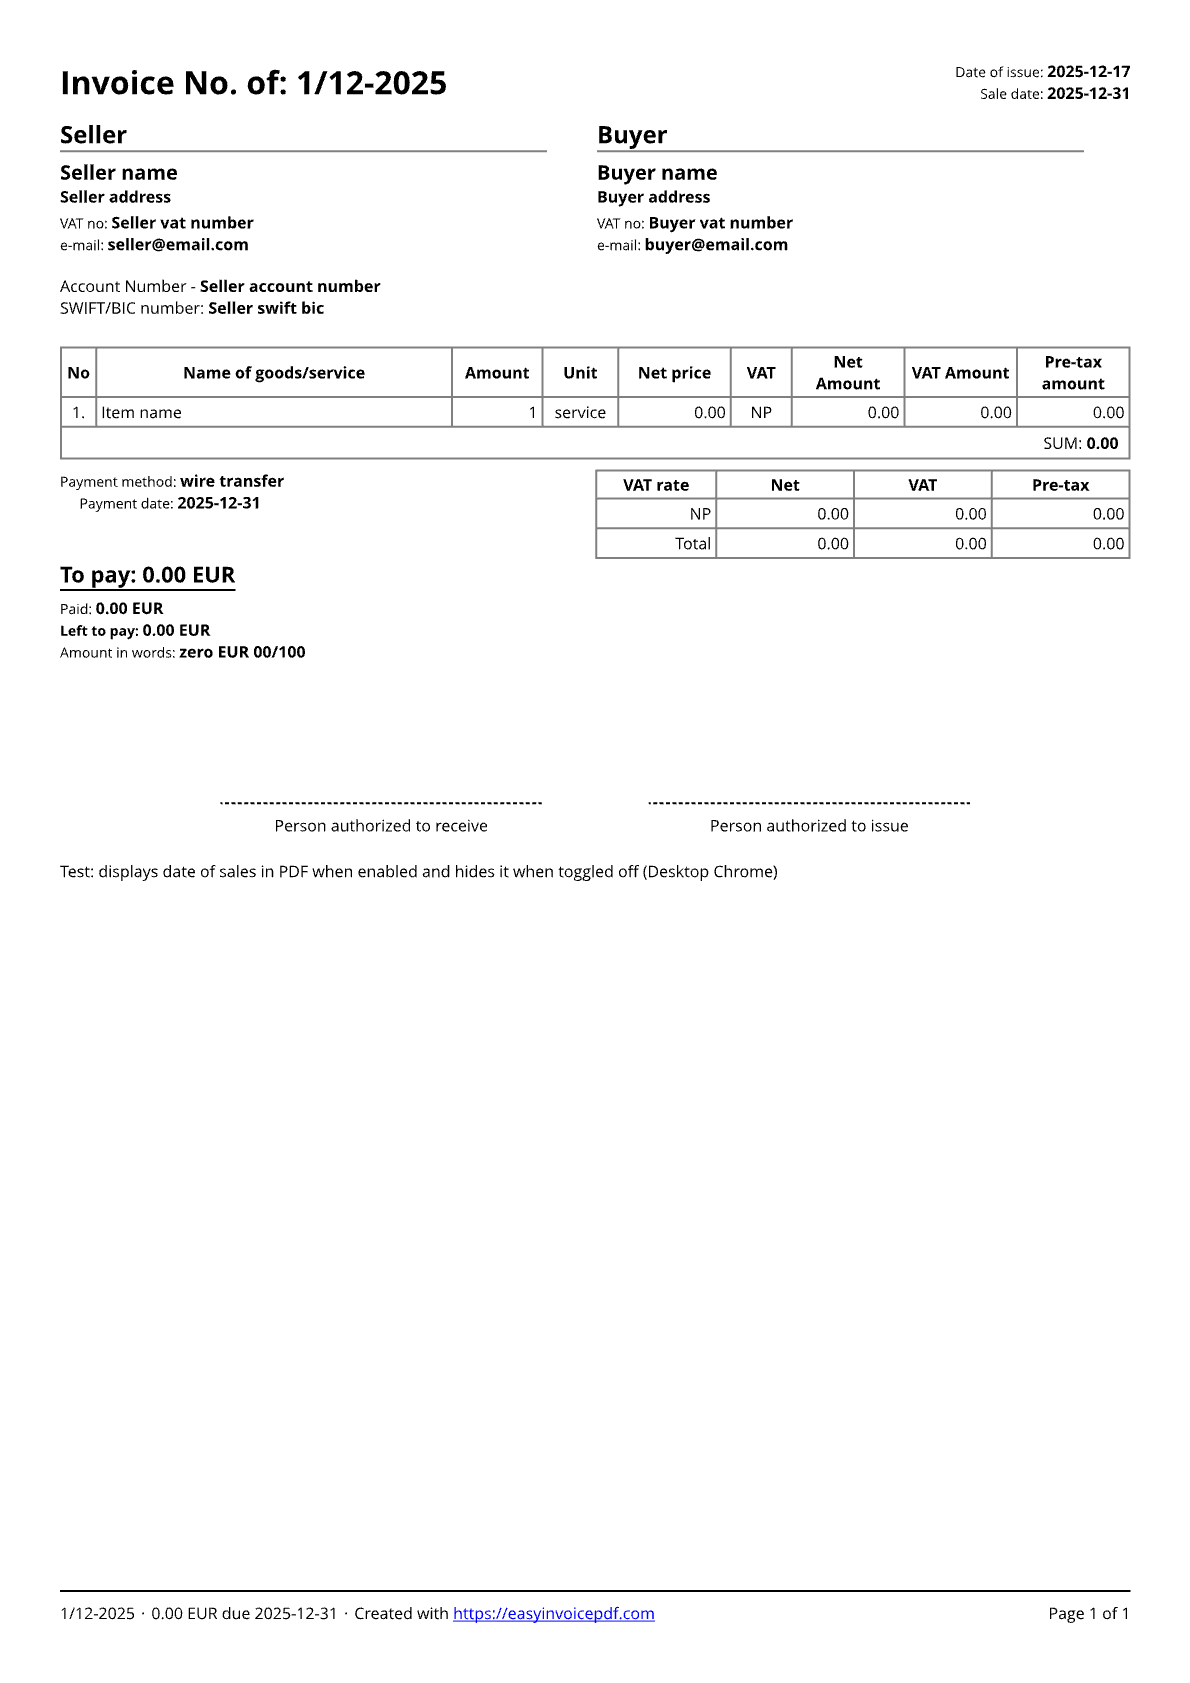 Invoice No. of: 1/12-2025
Date of issue: 2025-12-17
Sale date: 2025-12-31
Seller
Seller name
Seller address
VAT no: Seller vat number
e-mail: seller@email.com
Account Number - Seller account number
SWIFT/BIC number: Seller swift bic
Buyer
Buyer name
Buyer address
VAT no: Buyer vat number
e-mail: buyer@email.com
No Name of goods/service Amount Unit Net price VAT Net Amount VAT Amount Pre-tax amount
1. Item name 1 service 0.00 NP 0.00 0.00 0.00
SUM: 0.00
Payment method: wire transfer
Payment date: 2025-12-31
VAT rate Net VAT Pre-tax
NP 0.00 0.00 0.00
Total 0.00 0.00 0.00
To pay: 0.00 EUR
Paid: 0.00 EUR
Left to pay: 0.00 EUR
Amount in words: zero EUR 00/100
Person authorized to receive
Person authorized to issue
Test: displays date of sales in PDF when enabled and hides it when toggled off (Desktop Chrome)
1/12-2025 · 0.00 EUR due 2025-12-31 · Created with https://easyinvoicepdf.com
Page 1 of 1